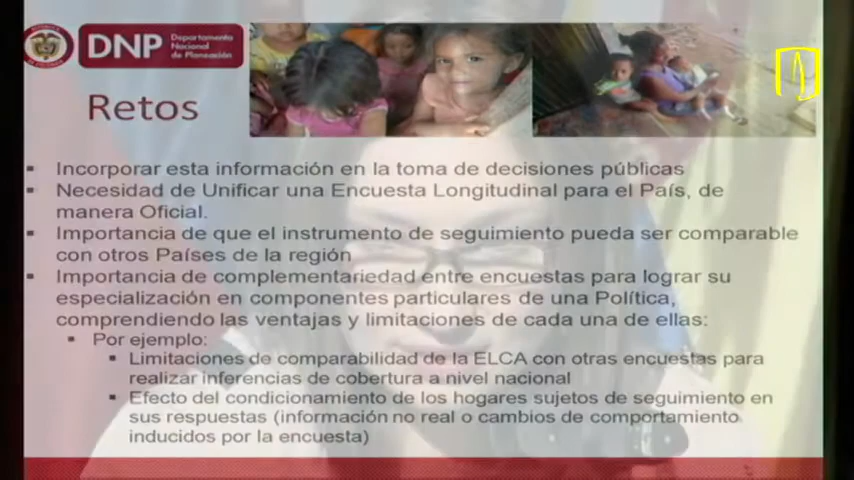 DNP
Departamento
Nacional
de Planeación
Retos
▪ Incorporar esta información en la toma de decisiones públicas
▪ Necesidad de Unificar una Encuesta Longitudinal para el País, de
manera Oficial.
▪ Importancia de que el instrumento de seguimiento pueda ser comparable
con otros Países de la región
▪ Importancia de complementariedad entre encuestas para lograr su
especialización en componentes particulares de una Política,
comprendiendo las ventajas y limitaciones de cada una de ellas:
▪ Por ejemplo:
▪ Limitaciones de comparabilidad de la ELCA con otras encuestas para
realizar inferencias de cobertura a nivel nacional
▪ Efecto del condicionamiento de los hogares sujetos de seguimiento en
sus respuestas (información no real o cambios de comportamiento
inducidos por la encuesta)